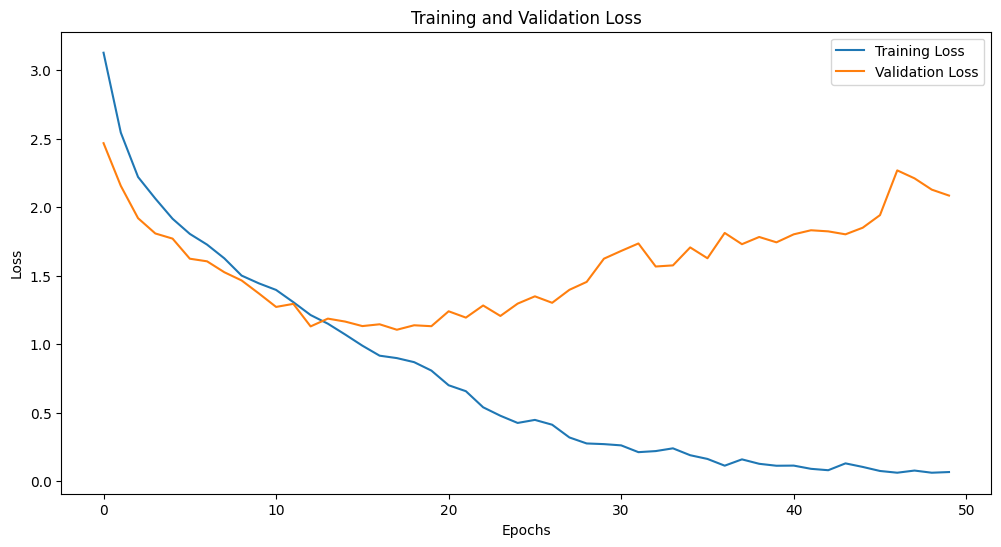 Training and Validation Loss
Training Loss
Validation Loss
3.0
2.5
2.0
1.5
1.0
0.5
0.0
Loss
0 10 20 30 40 50
Epochs